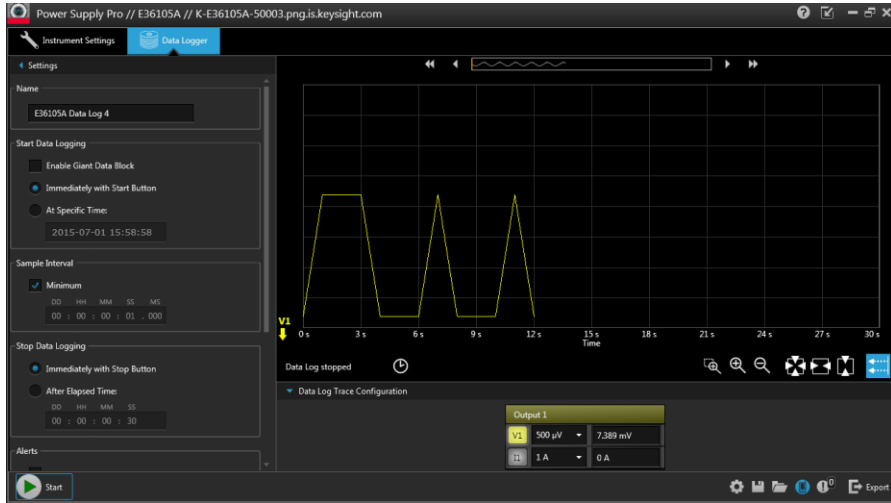 Power Supply Pro // E36105A // K-E36105A-50003.png.is.keysight.com
Instrument Settings
Data Logger
Settings
Name
E36105A Data Log 4
Start Data Logging
Enable Giant Data Block
Immediately with Start Button
At Specific Time:
2015-07-01 15:58:58
Sample Interval
Minimum
DD HH MM SS MS
00 : 00 : 00 : 01 . 000
Stop Data Logging
Immediately with Stop Button
After Elapsed Time:
DD HH MM SS
00 : 00 : 00 : 30
Alerts
Start
V1
0 s 3 s 6 s 9 s 12 s 15 s 18 s 21 s 24 s 27 s 30 s
Time
Data Log stopped
Data Log Trace Configuration
Output 1
V1 500 µV 7.389 mV
I1 1 A 0 A
0
Export